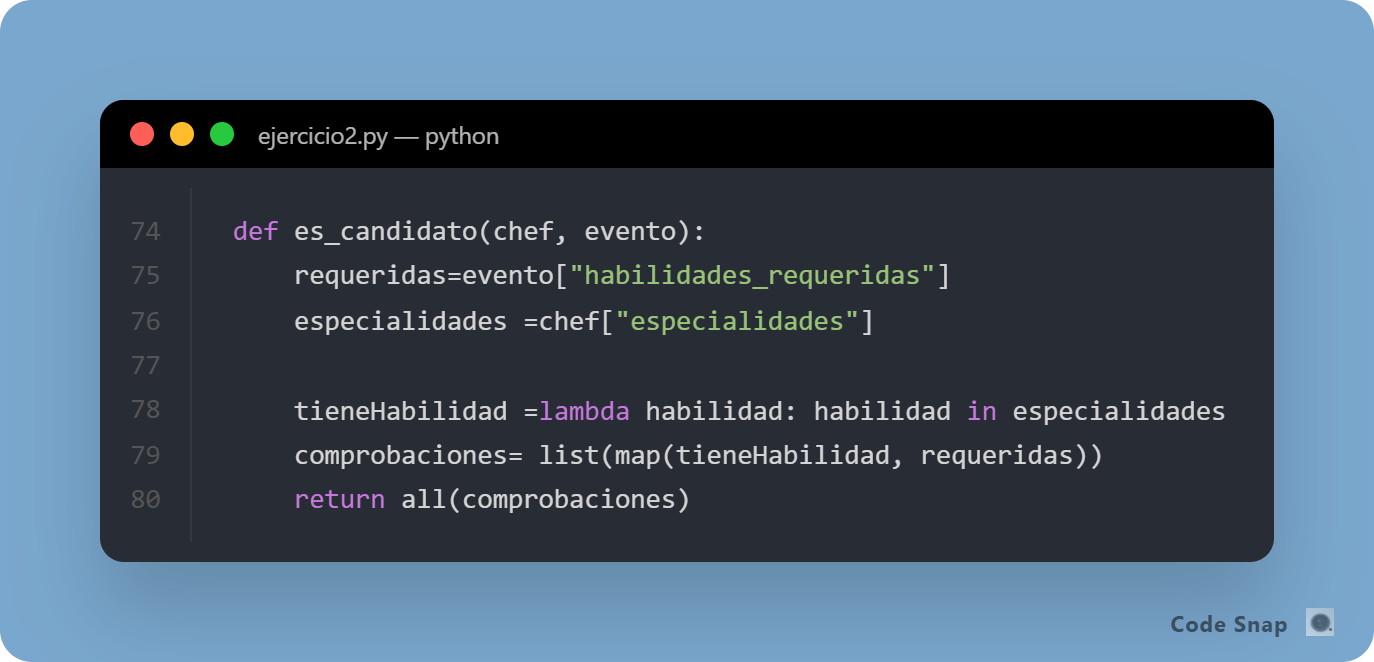 ejercicio2.py — python
74 def es_candidato(chef, evento):
75     requeridas=evento["habilidades_requeridas"]
76     especialidades =chef["especialidades"]
77
78     tieneHabilidad =lambda habilidad: habilidad in especialidades
79     comprobaciones= list(map(tieneHabilidad, requeridas))
80     return all(comprobaciones)
Code Snap